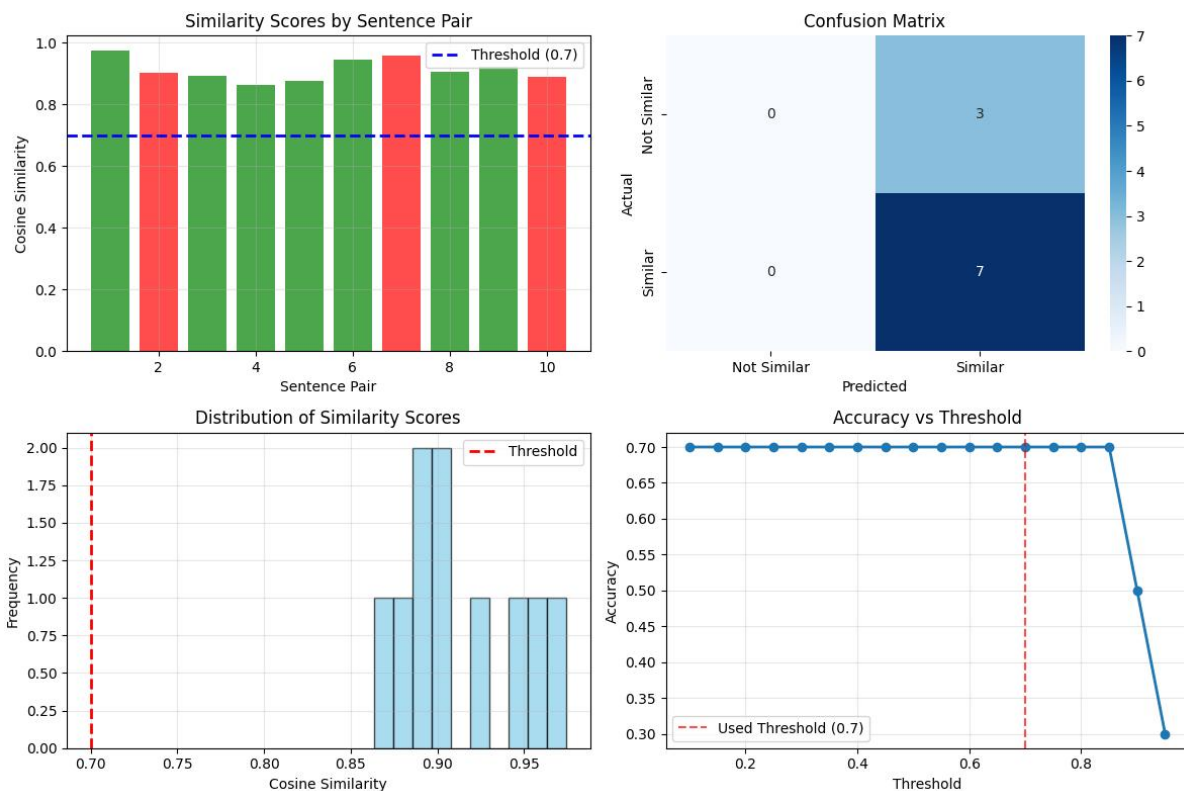 Similarity Scores by Sentence Pair
Cosine Similarity
1.0
0.8
0.6
0.4
0.2
0.0
Threshold (0.7)
2
4
6
8
10
Sentence Pair
Confusion Matrix
Actual
Not Similar
Similar
0
3
0
7
Not Similar
Similar
Predicted
7
6
5
4
3
2
1
0
Distribution of Similarity Scores
Frequency
2.00
1.75
1.50
1.25
1.00
0.75
0.50
0.25
0.00
Threshold
0.70
0.75
0.80
0.85
0.90
0.95
Cosine Similarity
Accuracy vs Threshold
Accuracy
0.70
0.65
0.60
0.55
0.50
0.45
0.40
0.35
0.30
Used Threshold (0.7)
0.2
0.4
0.6
0.8
Threshold